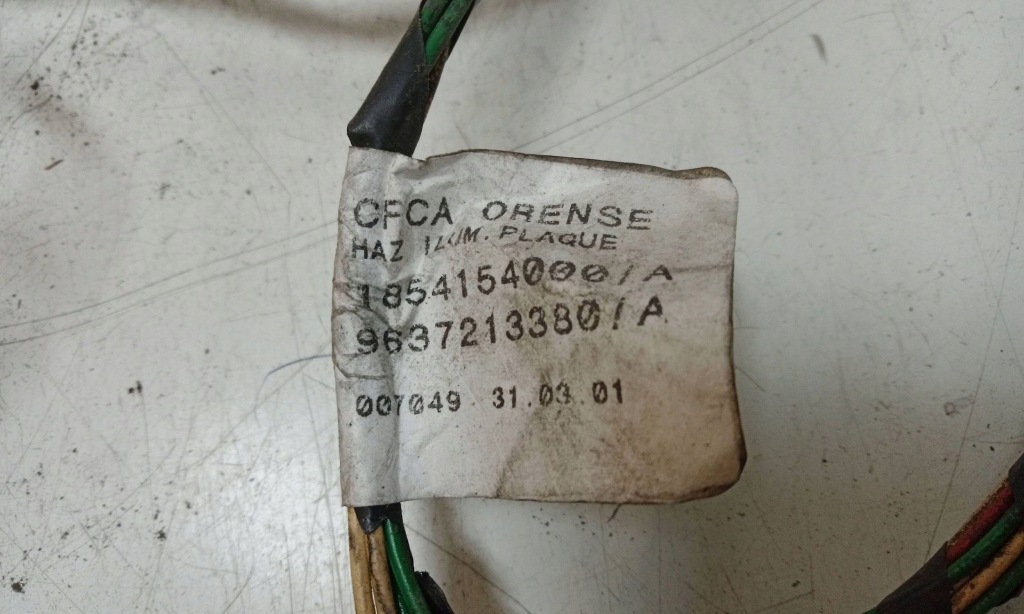 CFCA ORENSE
HAZ ILUM. PLAQUE
1854154000/A
9637213380/A
007049 31.03.01